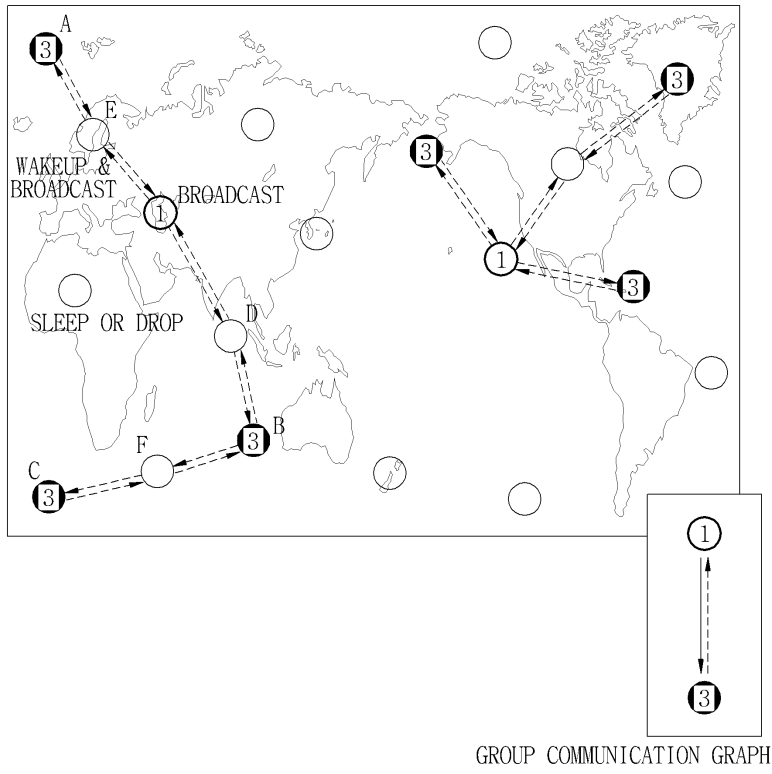 A
3
E
WAKEUP &
BROADCAST
1
BROADCAST
SLEEP OR DROP
D
3
B
F
C
3
3
3
1
3
1
3
GROUP COMMUNICATION GRAPH